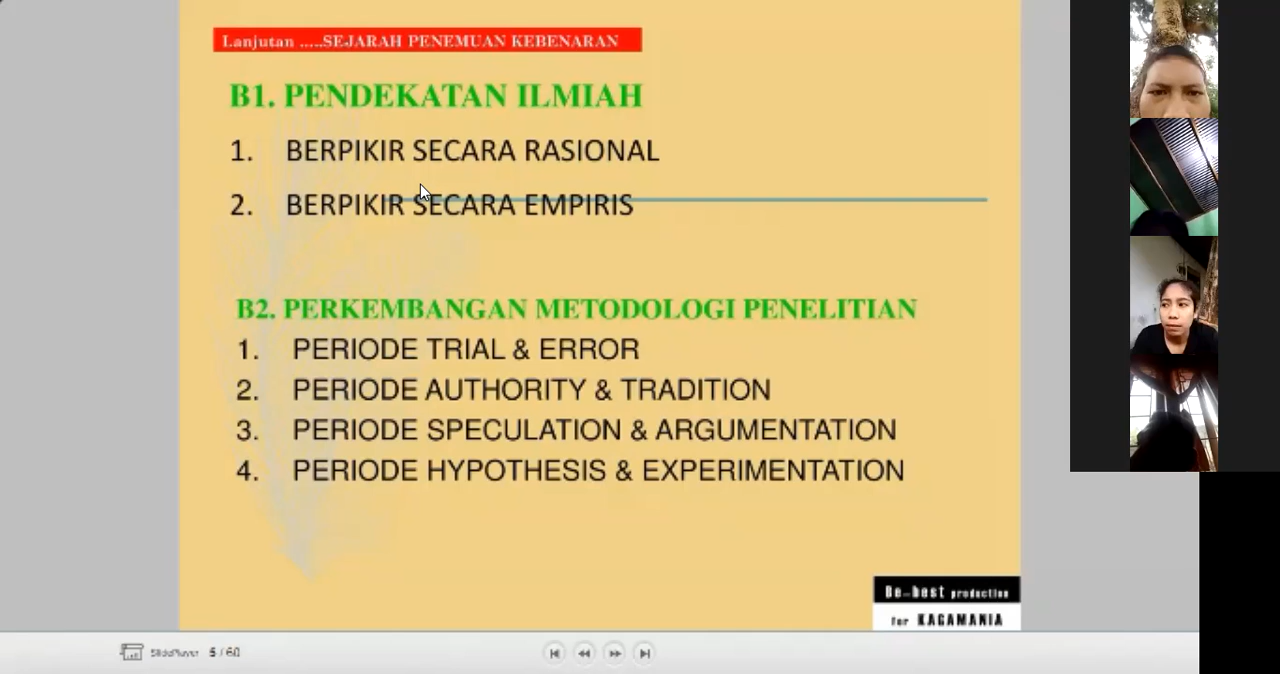 Lanjutan .....SEJARAH PENEMUAN KEBENARAN
B1. PENDEKATAN ILMIAH
1. BERPIKIR SECARA RASIONAL
2. BERPIKIR SECARA EMPIRIS
B2. PERKEMBANGAN METODOLOGI PENELITIAN
1. PERIODE TRIAL & ERROR
2. PERIODE AUTHORITY & TRADITION
3. PERIODE SPECULATION & ARGUMENTATION
4. PERIODE HYPOTHESIS & EXPERIMENTATION
Be-best production
for KAGAMANIA
SlidePlayer 5 / 60